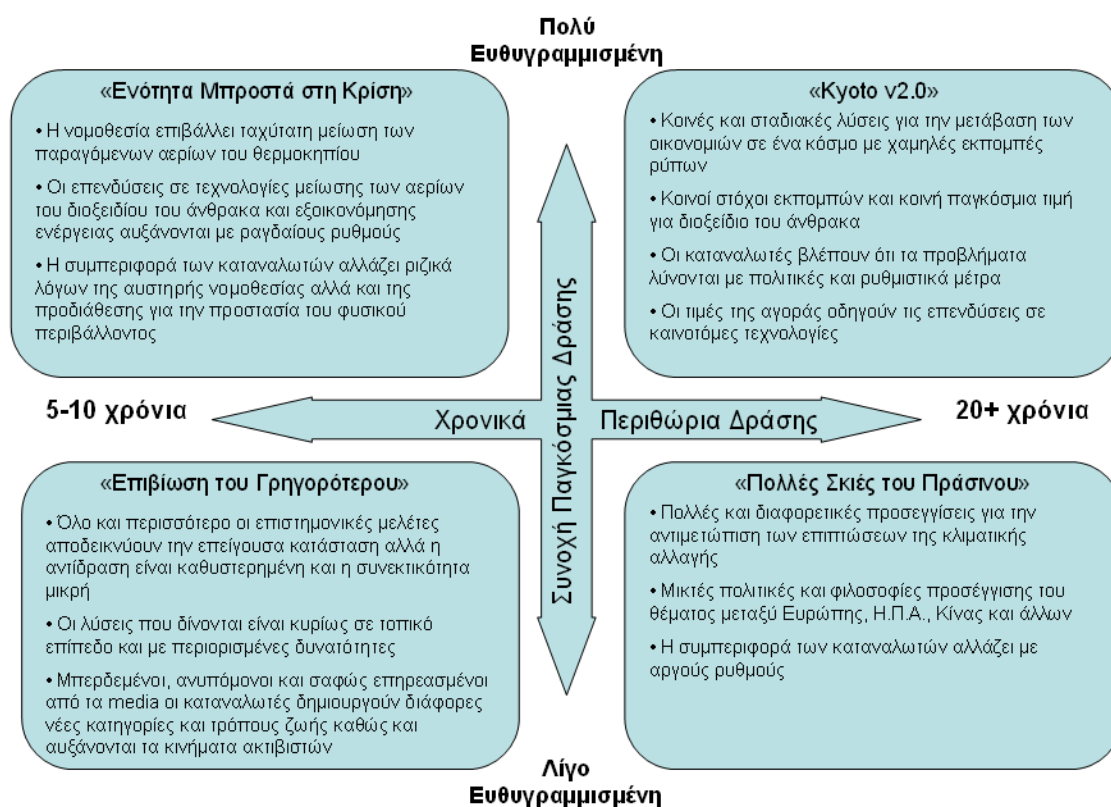 Πολύ
Ευθυγραμμισμένη
«Ενότητα Μπροστά στη Κρίση»
• Η νομοθεσία επιβάλλει ταχύτατη μείωση των
παραγόμενων αερίων του θερμοκηπίου
• Οι επενδύσεις σε τεχνολογίες μείωσης των αερίων
του διοξειδίου του άνθρακα και εξοικονόμησης
ενέργειας αυξάνονται με ραγδαίους ρυθμούς
• Η συμπεριφορά των καταναλωτών αλλάζει ριζικά
λόγων της αυστηρής νομοθεσίας αλλά και της
προδιάθεσης για την προστασία του φυσικού
περιβάλλοντος
«Kyoto v2.0»
• Κοινές και σταδιακές λύσεις για την μετάβαση των
οικονομιών σε ένα κόσμο με χαμηλές εκπομπές
ρύπων
• Κοινοί στόχοι εκπομπών και κοινή παγκόσμια τιμή
για διοξείδιο του άνθρακα
• Οι καταναλωτές βλέπουν ότι τα προβλήματα
λύνονται με πολιτικές και ρυθμιστικά μέτρα
• Οι τιμές της αγοράς οδηγούν τις επενδύσεις σε
καινοτόμες τεχνολογίες
5-10 χρόνια
Χρονικά Περιθώρια Δράσης
20+ χρόνια
Συνοχή Παγκόσμιας Δράσης
«Επιβίωση του Γρηγορότερου»
• Όλο και περισσότερο οι επιστημονικές μελέτες
αποδεικνύουν την επείγουσα κατάσταση αλλά η
αντίδραση είναι καθυστερημένη και η συνεκτικότητα
μικρή
• Οι λύσεις που δίνονται είναι κυρίως σε τοπικό
επίπεδο και με περιορισμένες δυνατότητες
• Μπερδεμένοι, ανυπόμονοι και σαφώς επηρεασμένοι
από τα media οι καταναλωτές δημιουργούν διάφορες
νέες κατηγορίες και τρόπους ζωής καθώς και
αυξάνονται τα κινήματα ακτιβιστών
«Πολλές Σκιές του Πράσινου»
• Πολλές και διαφορετικές προσεγγίσεις για την
αντιμετώπιση των επιπτώσεων της κλιματικής
αλλαγής
• Μικτές πολιτικές και φιλοσοφίες προσέγγισης του
θέματος μεταξύ Ευρώπης, Η.Π.Α., Κίνας και άλλων
• Η συμπεριφορά των καταναλωτών αλλάζει με
αργούς ρυθμούς
Λίγο
Ευθυγραμμισμένη